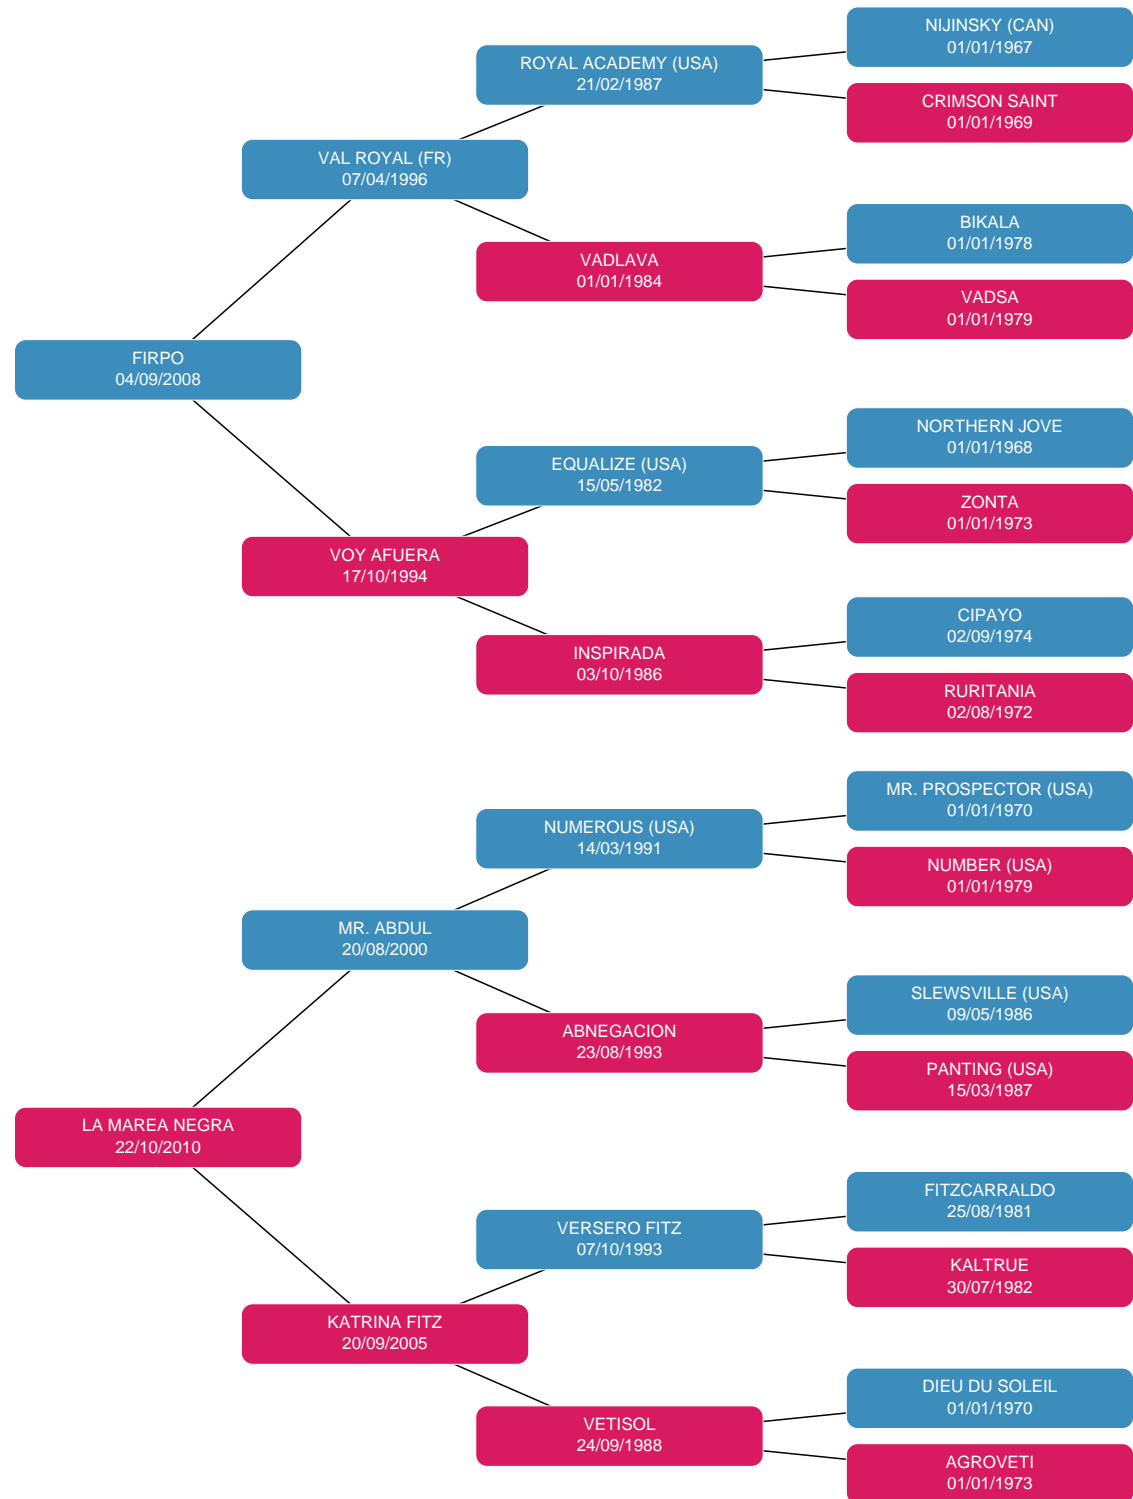 NIJINSKY (CAN)
01/01/1967
ROYAL ACADEMY (USA)
21/02/1987
CRIMSON SAINT
01/01/1969
VAL ROYAL (FR)
07/04/1996
BIKALA
01/01/1978
VADLAVA
01/01/1984
VADSA
01/01/1979
FIRPO
04/09/2008
NORTHERN JOVE
01/01/1968
EQUALIZE (USA)
15/05/1982
ZONTA
01/01/1973
VOY AFUERA
17/10/1994
CIPAYO
02/09/1974
INSPIRADA
03/10/1986
RURITANIA
02/08/1972
MR. PROSPECTOR (USA)
01/01/1970
NUMEROUS (USA)
14/03/1991
NUMBER (USA)
01/01/1979
MR. ABDUL
20/08/2000
SLEWSVILLE (USA)
09/05/1986
ABNEGACION
23/08/1993
PANTING (USA)
15/03/1987
LA MAREA NEGRA
22/10/2010
FITZCARRALDO
25/08/1981
VERSERO FITZ
07/10/1993
KALTRUE
30/07/1982
KATRINA FITZ
20/09/2005
DIEU DU SOLEIL
01/01/1970
VETISOL
24/09/1988
AGROVETI
01/01/1973